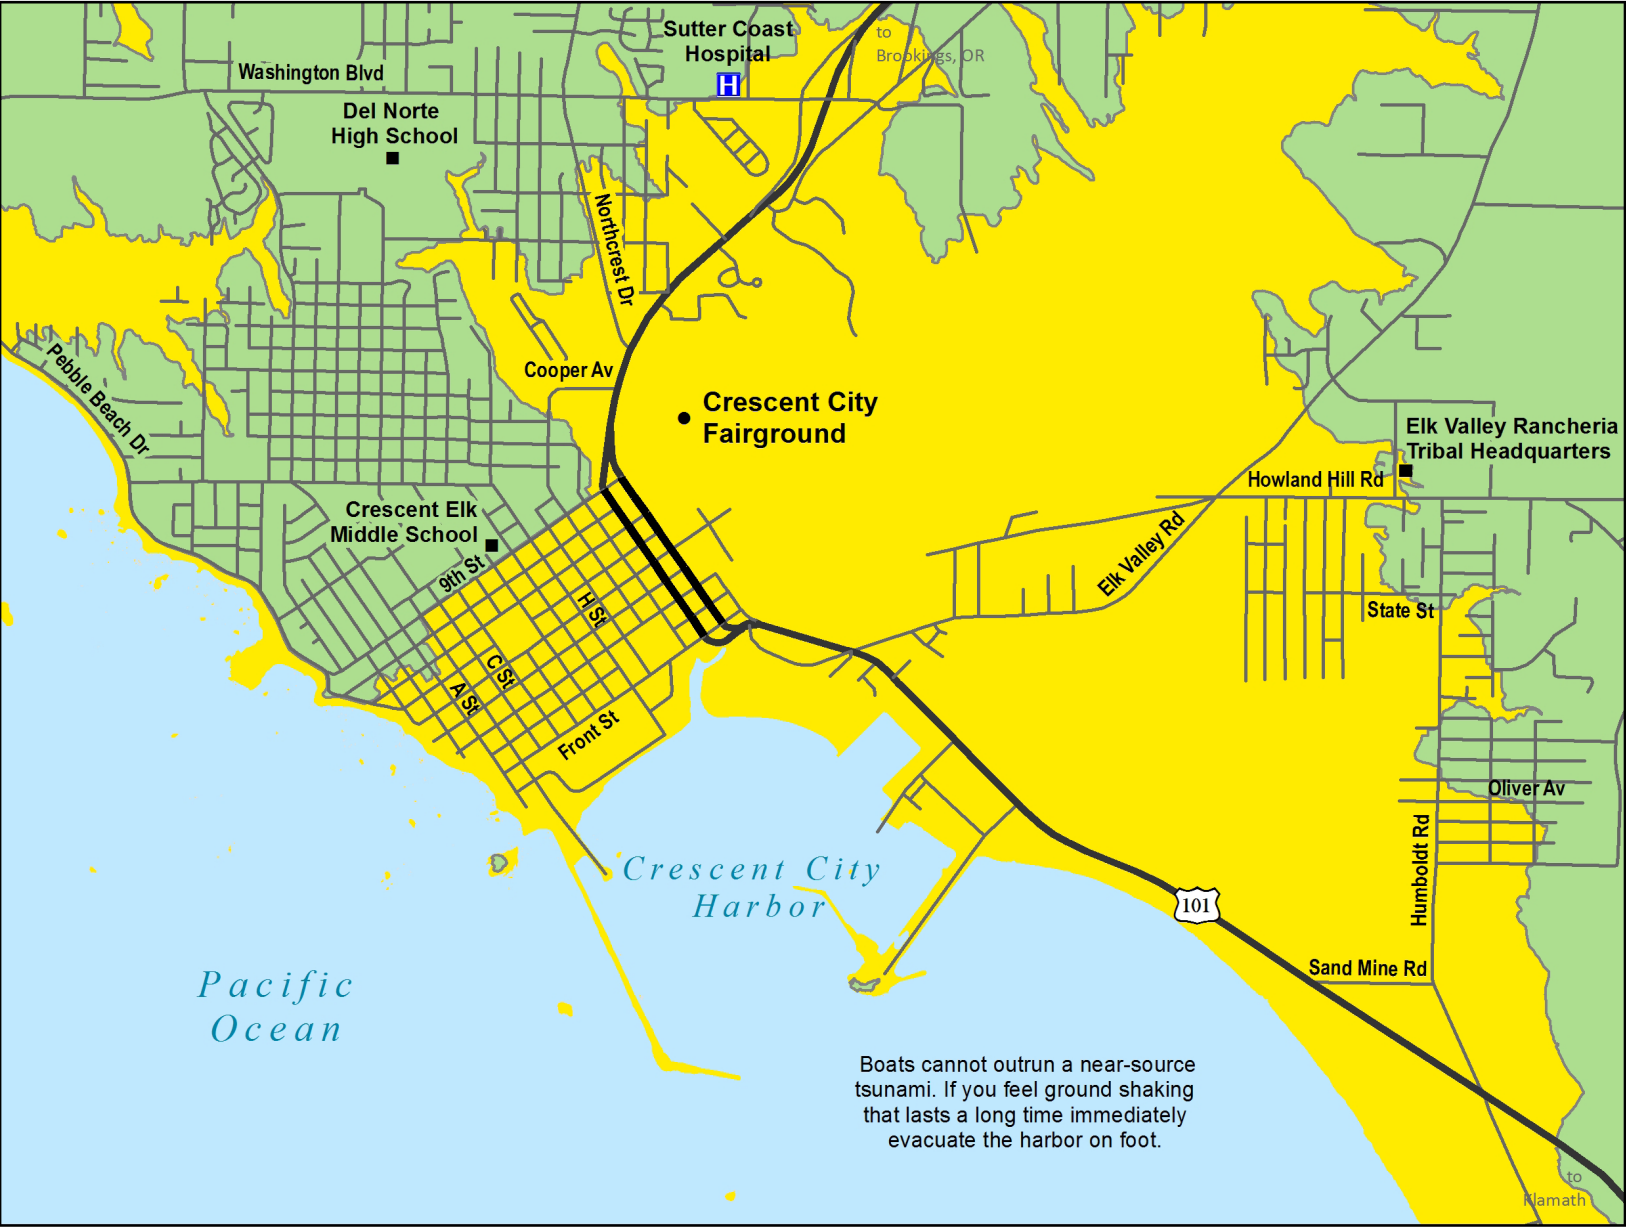 Sutter Coast
Hospital
H
to
Brookings, OR
Washington Blvd
Del Norte
High School
Northcrest Dr
Pebble Beach Dr
Cooper Av
Crescent City
Fairground
Elk Valley Rancheria
Tribal Headquarters
Howland Hill Rd
Crescent Elk
Middle School
9th St
Elk Valley Rd
H St
State St
C St
A St
Front St
Oliver Av
Humboldt Rd
Crescent City
Harbor
101
Sand Mine Rd
Pacific
Ocean
Boats cannot outrun a near-source
tsunami. If you feel ground shaking
that lasts a long time immediately
evacuate the harbor on foot.
to
Klamath